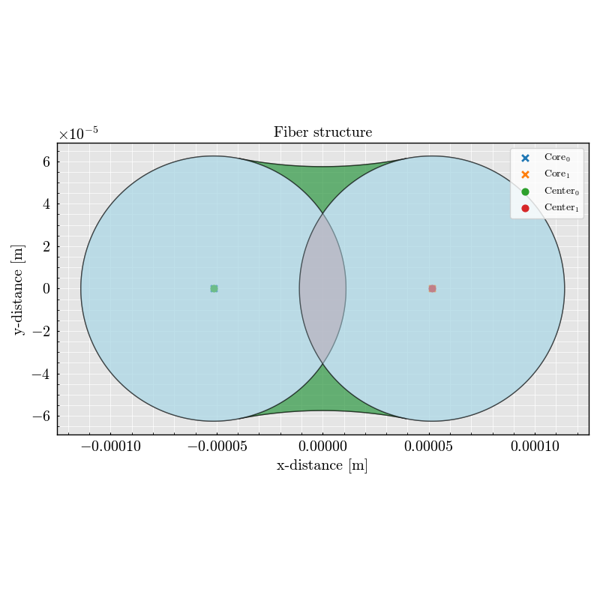 Fiber structure
×10⁻⁵
Core₀
Core₁
Center₀
Center₁
6
4
2
0
−2
−4
−6
y-distance [m]
−0.00010 −0.00005 0.00000 0.00005 0.00010
x-distance [m]